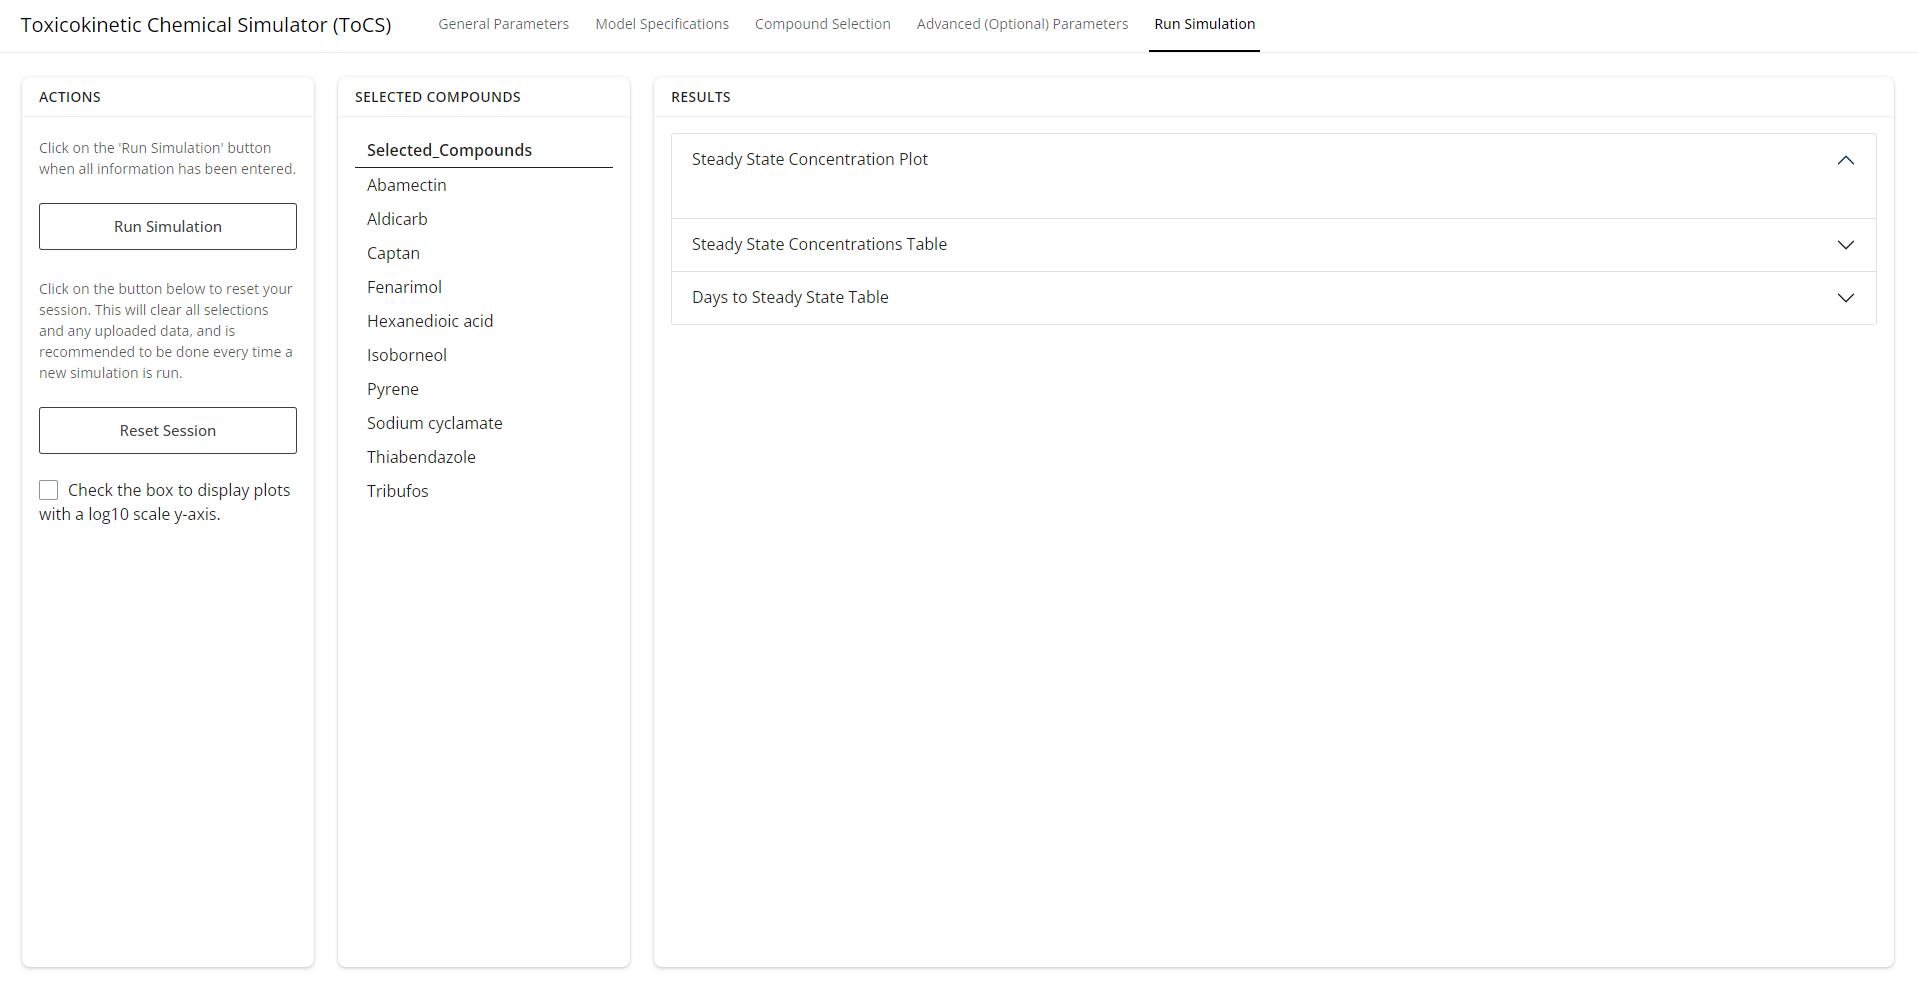 Toxicokinetic Chemical Simulator (ToCS)
General Parameters
Model Specifications
Compound Selection
Advanced (Optional) Parameters
Run Simulation
ACTIONS
Click on the 'Run Simulation' button
when all information has been entered.
Run Simulation
Click on the button below to reset your
session. This will clear all selections
and any uploaded data, and is
recommended to be done every time a
new simulation is run.
Reset Session
Check the box to display plots
with a log10 scale y-axis.
SELECTED COMPOUNDS
Selected_Compounds
Abamectin
Aldicarb
Captan
Fenarimol
Hexanedioic acid
Isoborneol
Pyrene
Sodium cyclamate
Thiabendazole
Tribufos
RESULTS
Steady State Concentration Plot
Steady State Concentrations Table
Days to Steady State Table